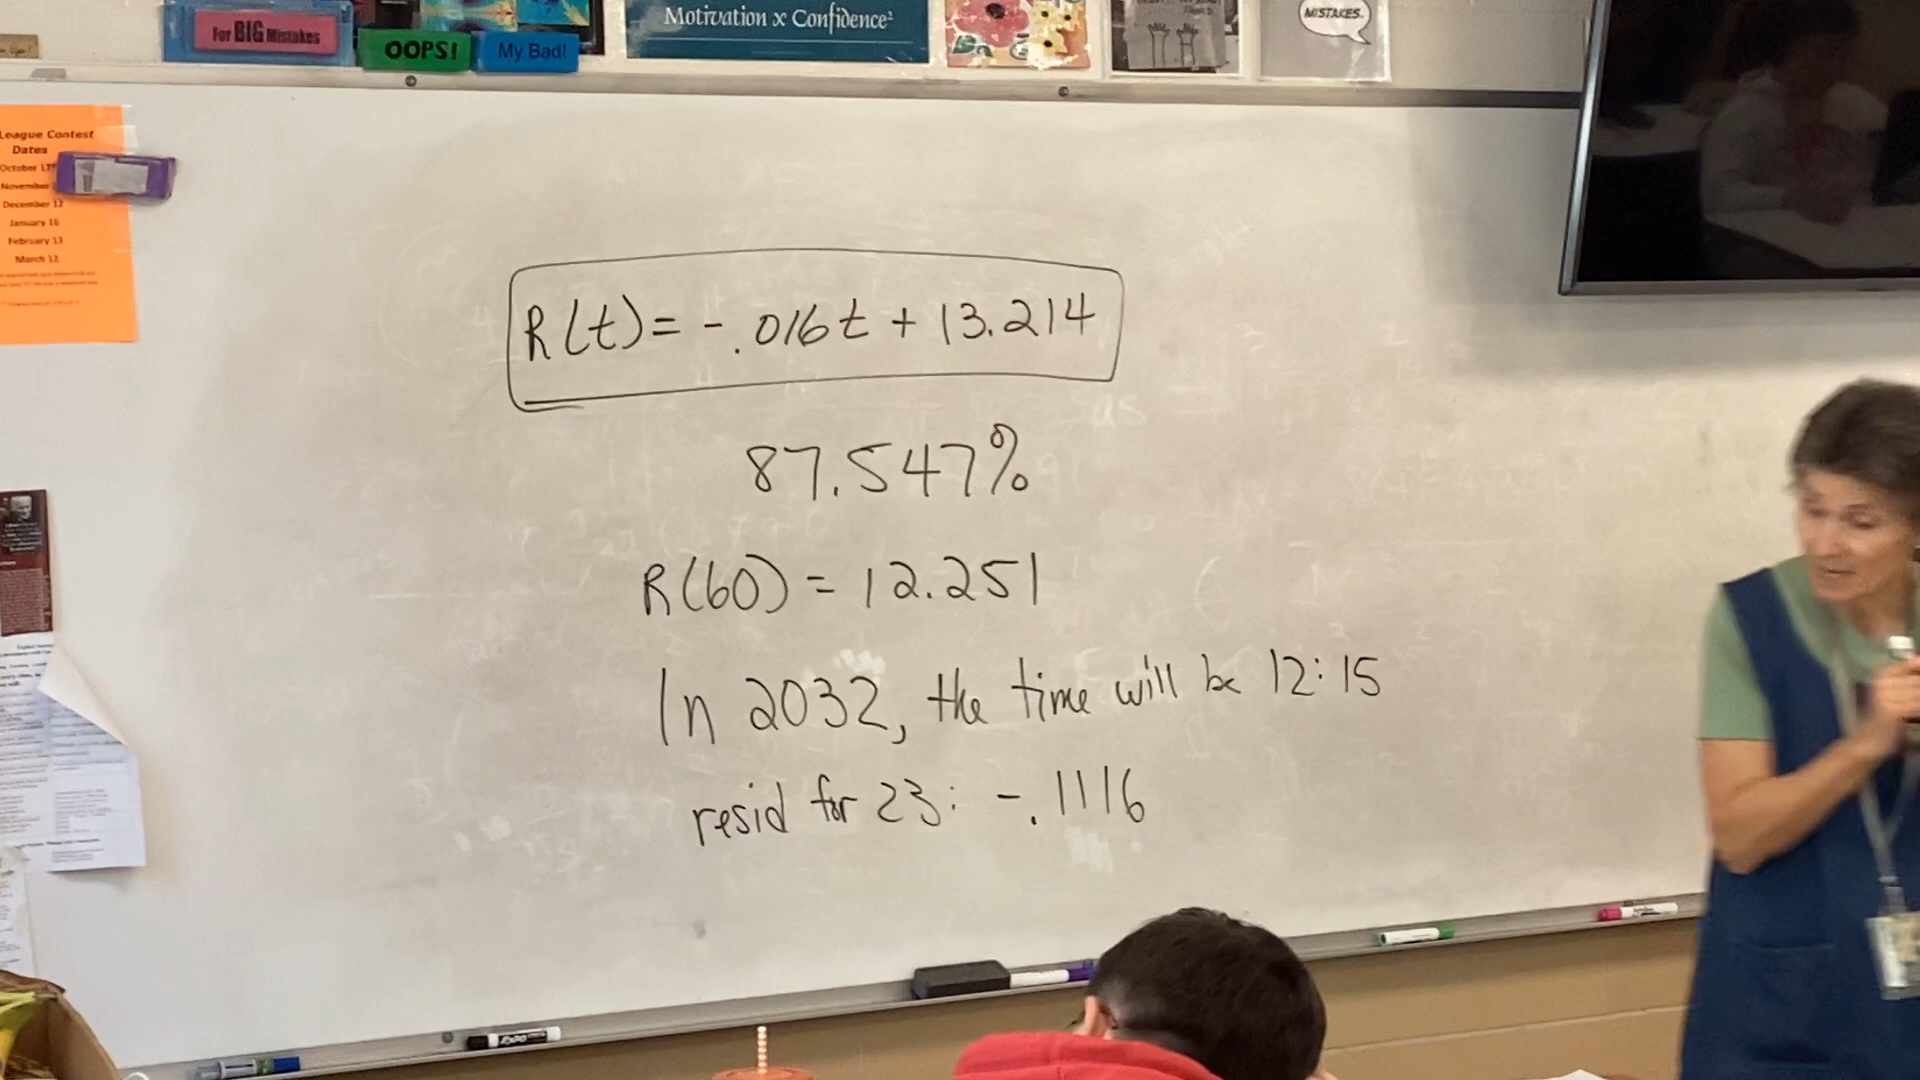 For BIG Mistakes
OOPS!
My Bad!
Motivation x Confidence²
MISTAKES.
League Contest
Dates
October 17
November
December 12
January 16
February 13
March 12
R(t) = -.016t + 13.214
87.547%
R(60) = 12.251
In 2032, the time will be 12:15
resid for 23: -.1116
EXPO